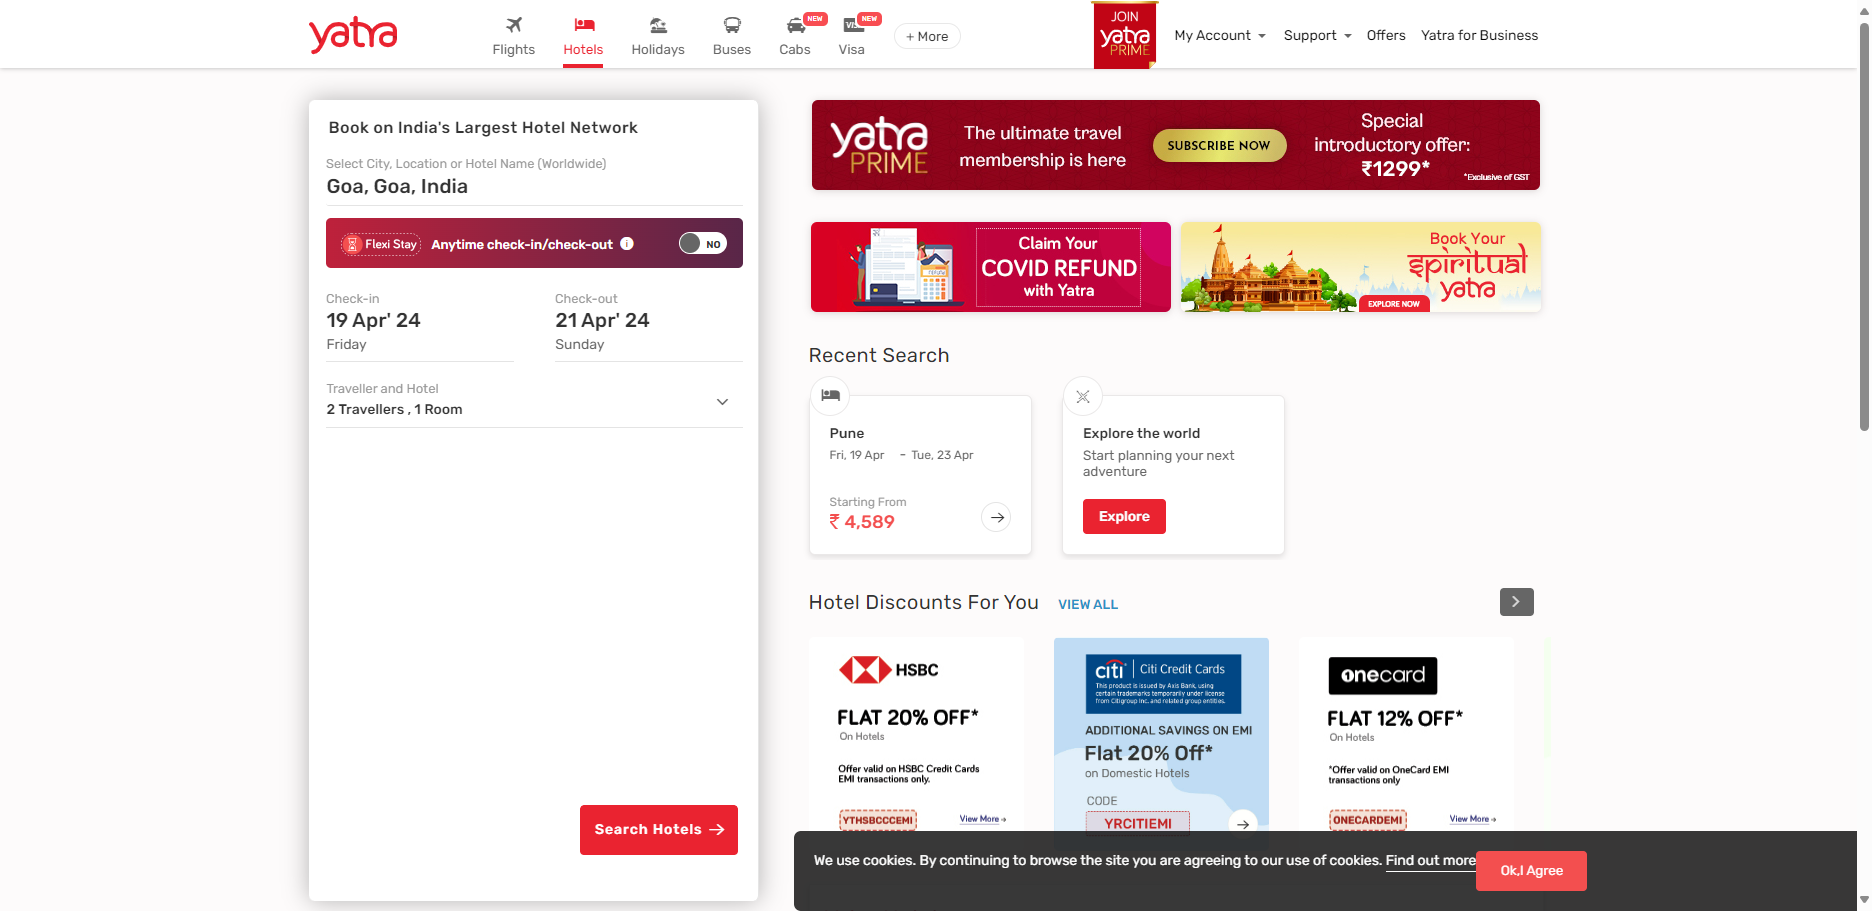 yatra
Flights
Hotels
Holidays
Buses
NEW
Cabs
NEW
Visa
+ More
JOIN
yatra
PRIME
My Account
Support
Offers
Yatra for Business
Book on India's Largest Hotel Network
Select City, Location or Hotel Name (Worldwide)
Goa, Goa, India
Flexi Stay Anytime check-in/check-out i NO
Check-in
19 Apr' 24
Friday
Check-out
21 Apr' 24
Sunday
Traveller and Hotel
2 Travellers , 1 Room
Search Hotels
yatra
PRIME
The ultimate travel
membership is here
SUBSCRIBE NOW
Special
introductory offer:
₹1299*
*Exclusive of GST
Claim Your
COVID REFUND
with Yatra
Book Your
spiritual
yatra
EXPLORE NOW
Recent Search
Pune
Fri, 19 Apr – Tue, 23 Apr
Starting From
₹ 4,589
Explore the world
Start planning your next
adventure
Explore
Hotel Discounts For You VIEW ALL
HSBC
FLAT 20% OFF*
On Hotels
Offer valid on HSBC Credit Cards
EMI transactions only.
YTHSBCCCEMI
View More
citi Citi Credit Cards
This product is issued by Axis Bank, using
certain trademarks temporarily under license
from Citigroup Inc. and related group entities.
ADDITIONAL SAVINGS ON EMI
Flat 20% Off*
on Domestic Hotels
CODE
YRCITIEMI
onecard
FLAT 12% OFF*
On Hotels
*Offer valid on OneCard EMI
transactions only
ONECARDEMI
View More
We use cookies. By continuing to browse the site you are agreeing to our use of cookies. Find out more
Ok,I Agree